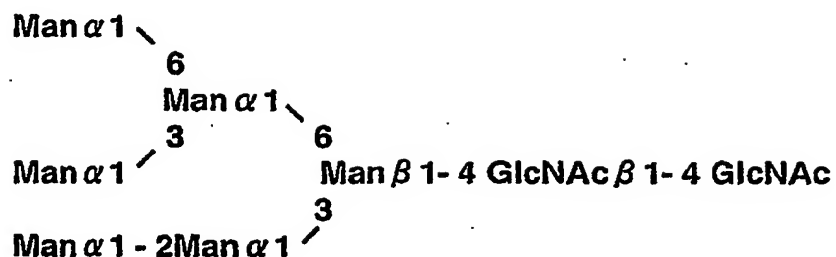 Man α 1
6
Man α 1
3
6
Man α 1
Man β 1- 4 GlcNAc β 1- 4 GlcNAc
3
Man α 1 - 2Man α 1